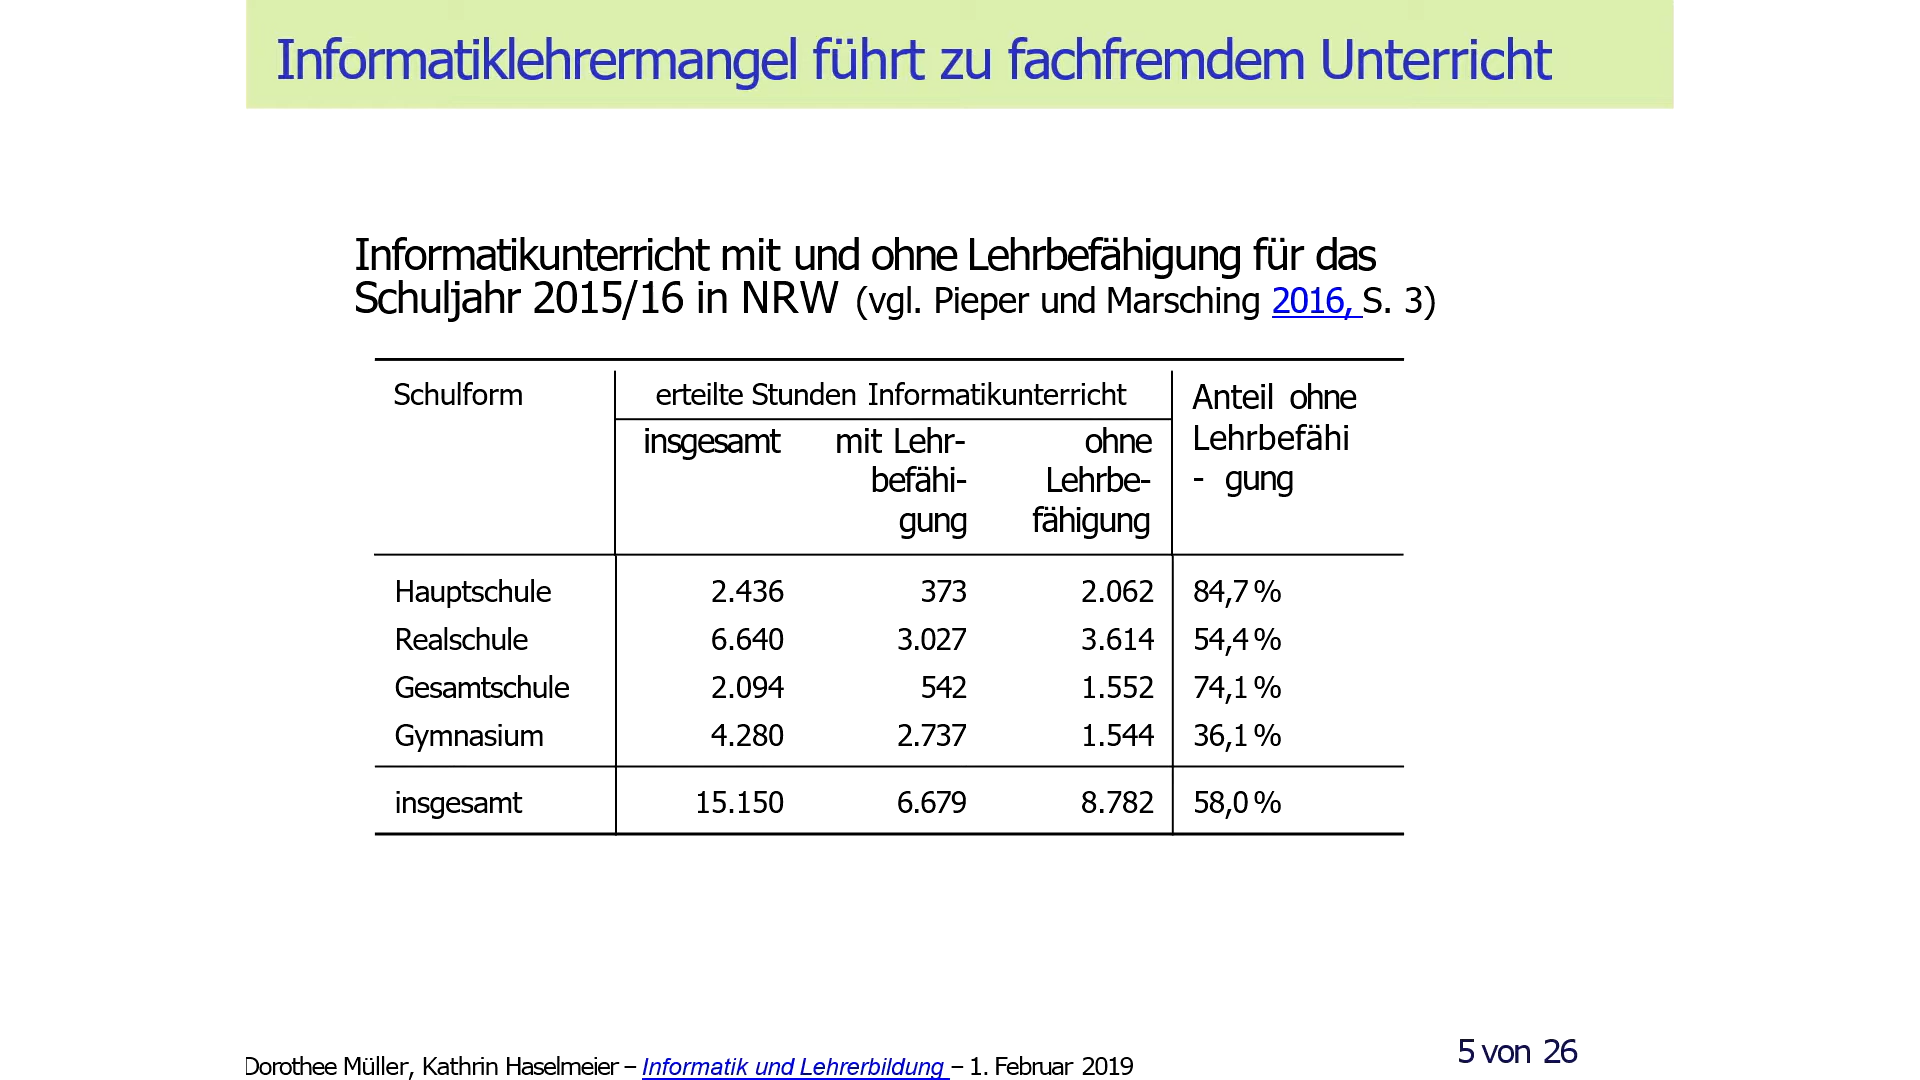 Informatiklehrermangel führt zu fachfremdem Unterricht
Informatikunterricht mit und ohne Lehrbefähigung für das
Schuljahr 2015/16 in NRW (vgl. Pieper und Marsching 2016, S. 3)
Schulform erteilte Stunden Informatikunterricht Anteil ohne
insgesamt mit Lehr- ohne Lehrbefähi
befähi- Lehrbe- - gung
gung fähigung
Hauptschule 2.436 373 2.062 84,7 %
Realschule 6.640 3.027 3.614 54,4 %
Gesamtschule 2.094 542 1.552 74,1 %
Gymnasium 4.280 2.737 1.544 36,1 %
insgesamt 15.150 6.679 8.782 58,0 %
Dorothee Müller, Kathrin Haselmeier – Informatik und Lehrerbildung – 1. Februar 2019
5 von 26